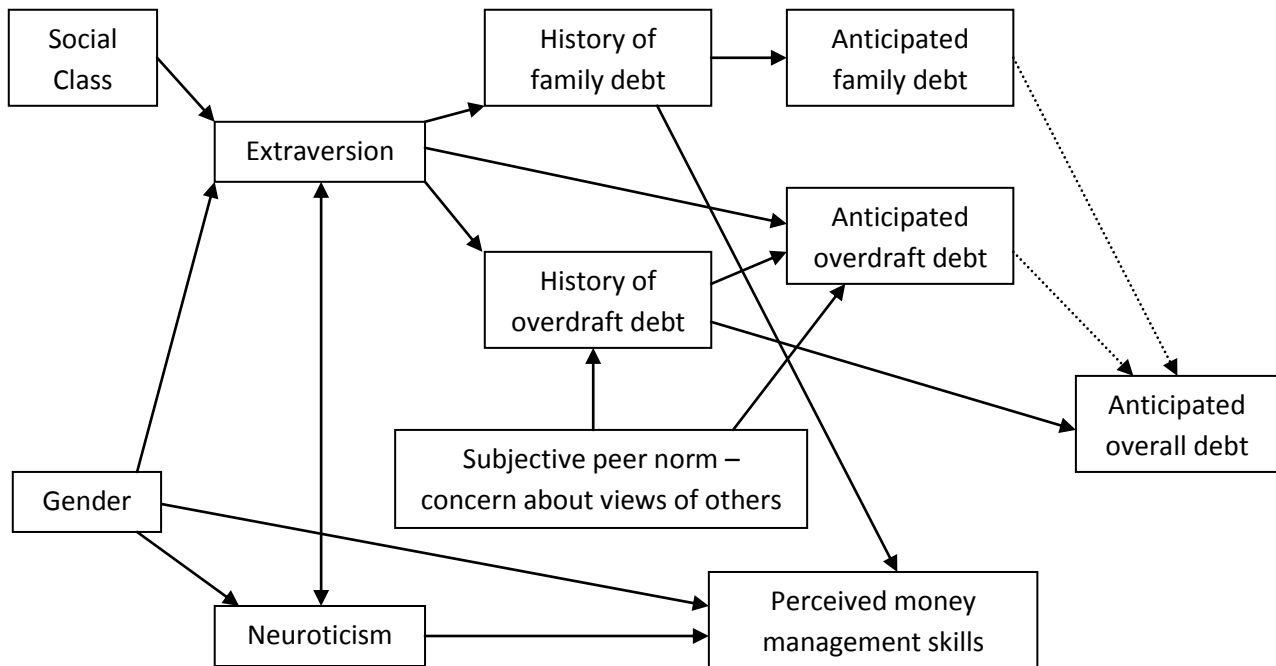 Social
Class
History of
family debt
Anticipated
family debt
Extraversion
Anticipated
overdraft debt
History of
overdraft debt
Anticipated
overall debt
Subjective peer norm –
concern about views of others
Gender
Perceived money
management skills
Neuroticism